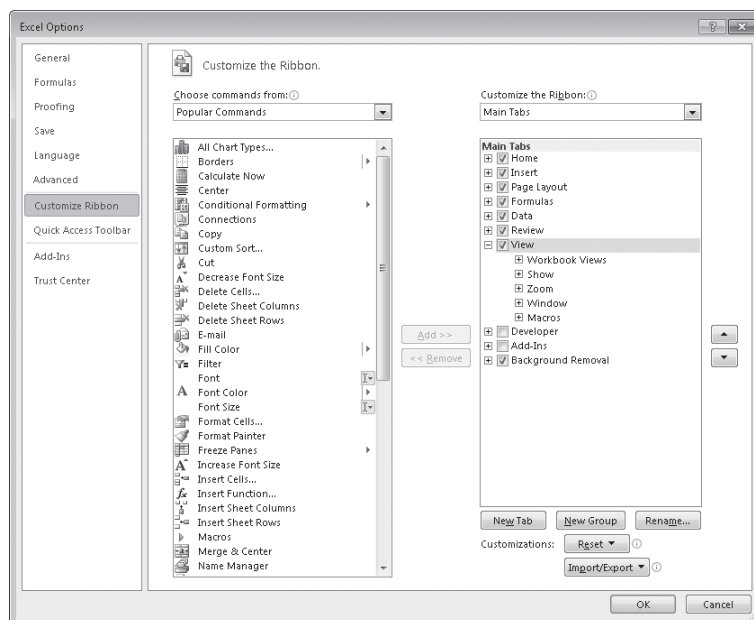 Excel Options
General
Formulas
Proofing
Save
Language
Advanced
Customize Ribbon
Quick Access Toolbar
Add-Ins
Trust Center
Customize the Ribbon.
Choose commands from:
Popular Commands
All Chart Types...
Borders
Calculate Now
Center
Conditional Formatting
Connections
Copy
Custom Sort...
Cut
Decrease Font Size
Delete Cells...
Delete Sheet Columns
Delete Sheet Rows
E-mail
Fill Color
Filter
Font
Font Color
Font Size
Format Cells...
Format Painter
Freeze Panes
Increase Font Size
Insert Cells...
Insert Function...
Insert Sheet Columns
Insert Sheet Rows
Macros
Merge & Center
Name Manager
Add >>
<< Remove
Customize the Ribbon:
Main Tabs
Main Tabs
Home
Insert
Page Layout
Formulas
Data
Review
View
Workbook Views
Show
Zoom
Window
Macros
Developer
Add-Ins
Background Removal
New Tab
New Group
Rename...
Customizations:
Reset
Import/Export
OK
Cancel